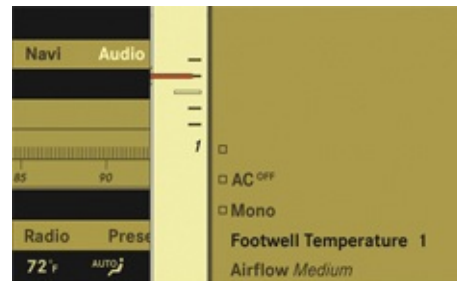 Navi Audio
1
85 90
AC OFF
Mono
Radio Prese
Footwell Temperature 1
72°F AUTO
Airflow Medium